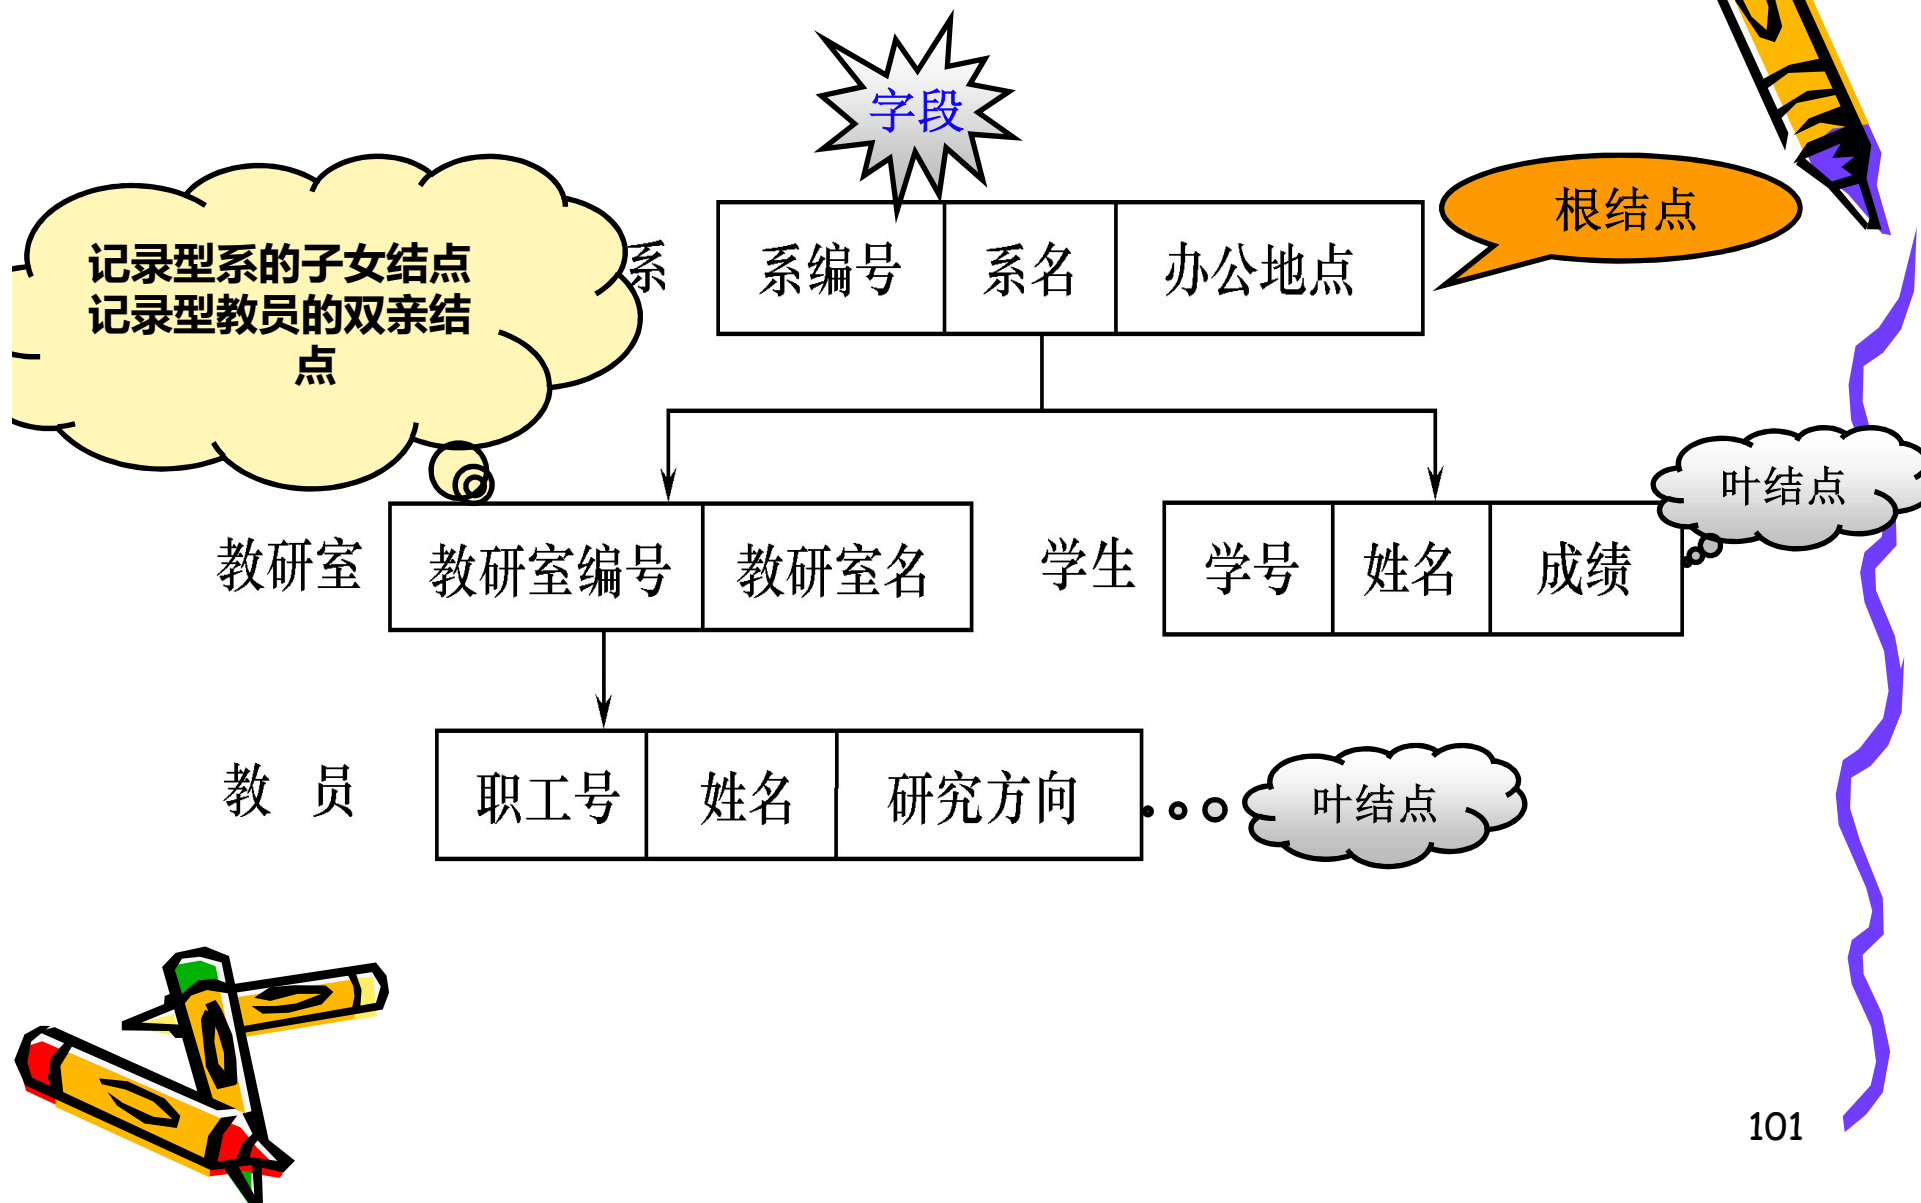 字段
根结点
记录型系的子女结点
记录型教员的双亲结
点
系 系编号 系名 办公地点
叶结点
教研室 教研室编号 教研室名 学生 学号 姓名 成绩
教 员 职工号 姓名 研究方向 叶结点
101